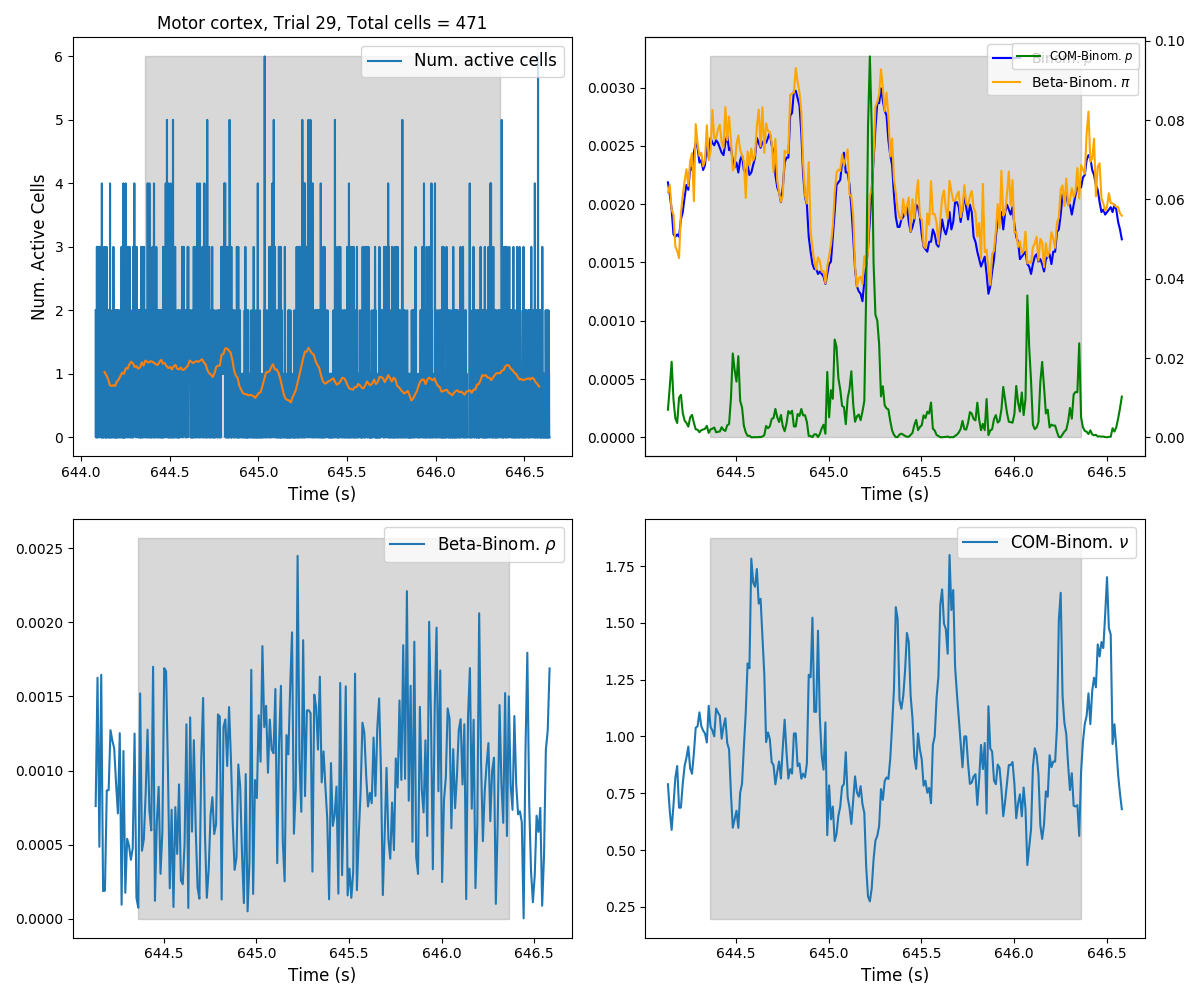 Motor cortex, Trial 29, Total cells = 471
Num. active cells
Num. Active Cells
6
5
4
3
2
1
0
644.0 644.5 645.0 645.5 646.0 646.5
Time (s)
COM-Binom. p
Beta-Binom. π
0.0030
0.0025
0.0020
0.0015
0.0010
0.0005
0.0000
0.10
0.08
0.06
0.04
0.02
0.00
644.5 645.0 645.5 646.0 646.5
Time (s)
Beta-Binom. ρ
0.0025
0.0020
0.0015
0.0010
0.0005
0.0000
644.5 645.0 645.5 646.0 646.5
Time (s)
COM-Binom. ν
1.75
1.50
1.25
1.00
0.75
0.50
0.25
644.5 645.0 645.5 646.0 646.5
Time (s)